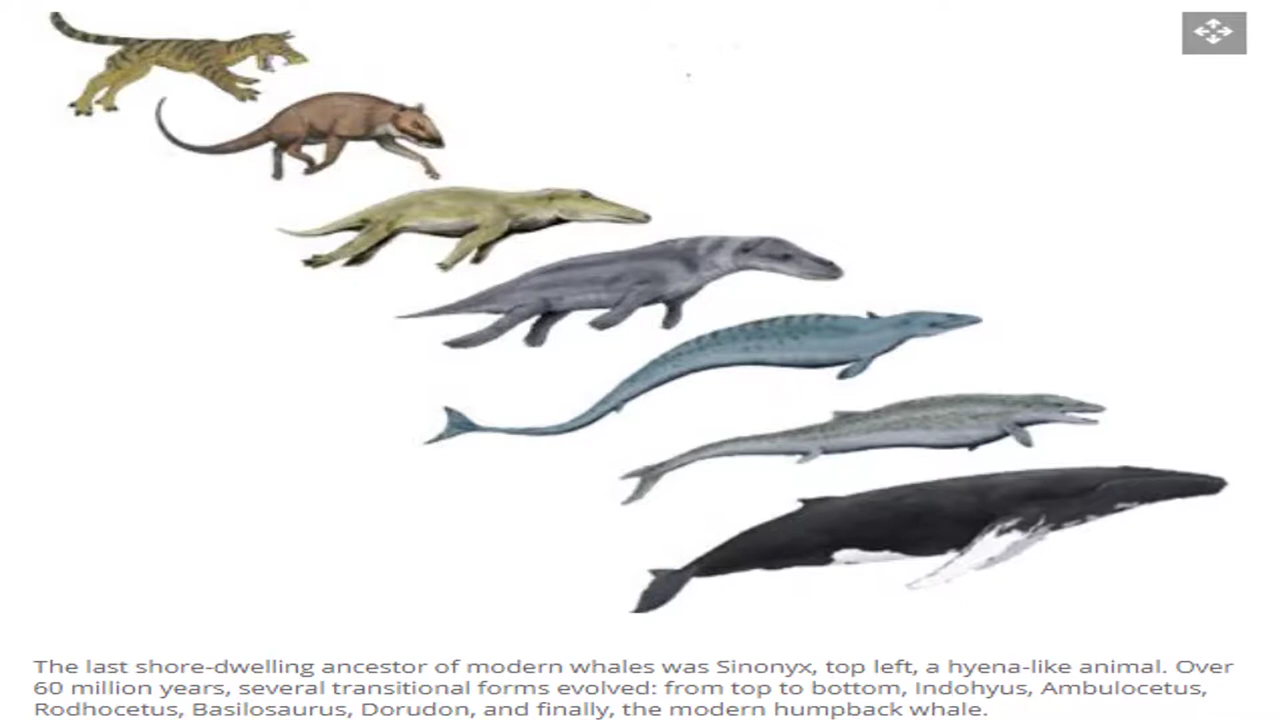 The last shore-dwelling ancestor of modern whales was Sinonyx, top left, a hyena-like animal. Over
60 million years, several transitional forms evolved: from top to bottom, Indohyus, Ambulocetus,
Rodhocetus, Basilosaurus, Dorudon, and finally, the modern humpback whale.